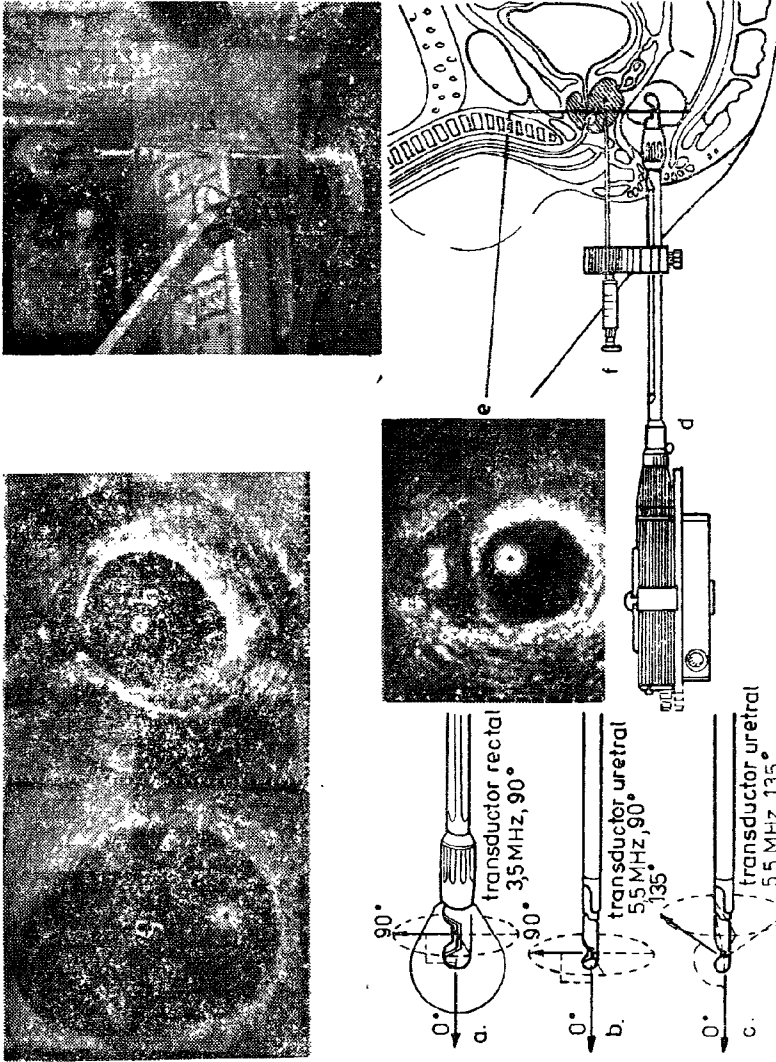 90°
0°
a.
transductor rectal
3,5 MHz, 90°
90°
0°
b.
transductor uretral
5,5 MHz, 90°
135°
0°
c.
transductor uretral
5,5 MHz, 135°
d
e
f